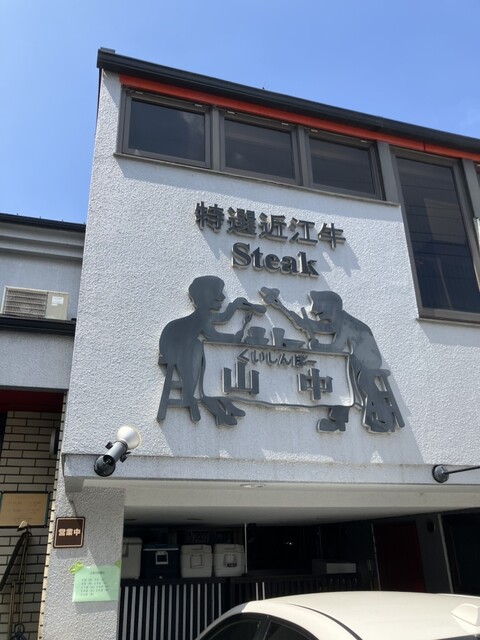 特選近江牛
Steak
くいしんぼー
山中
営業中